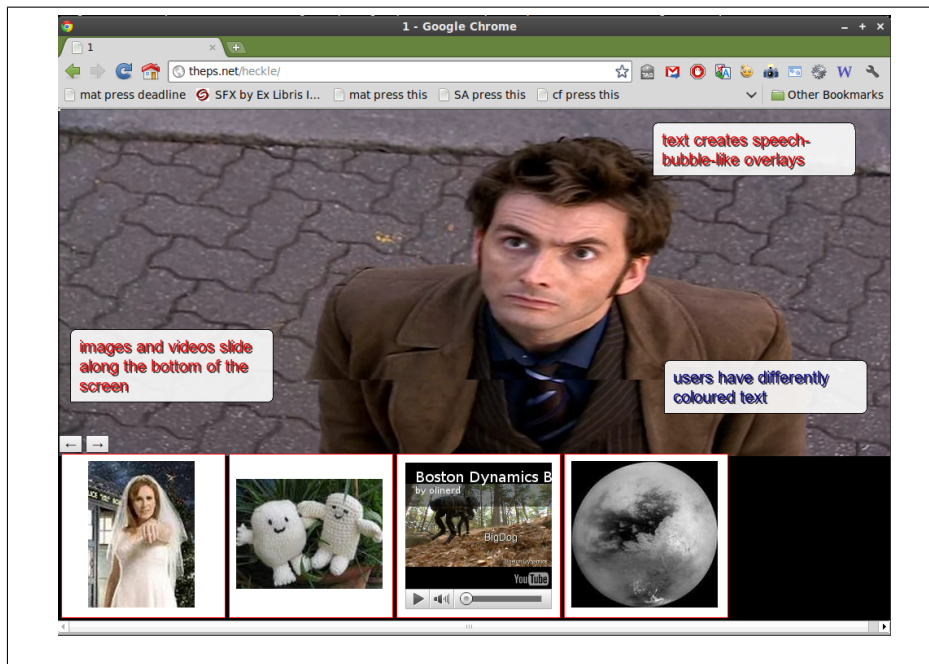 1 - Google Chrome
1
theps.net/heckle/
mat press deadline SFX by Ex Libris I... mat press this SA press this cf press this Other Bookmarks
text creates speech-
bubble-like overlays
images and videos slide
along the bottom of the
screen
users have differently
coloured text
← →
Boston Dynamics B
by olinerd
BigDog
YouTube